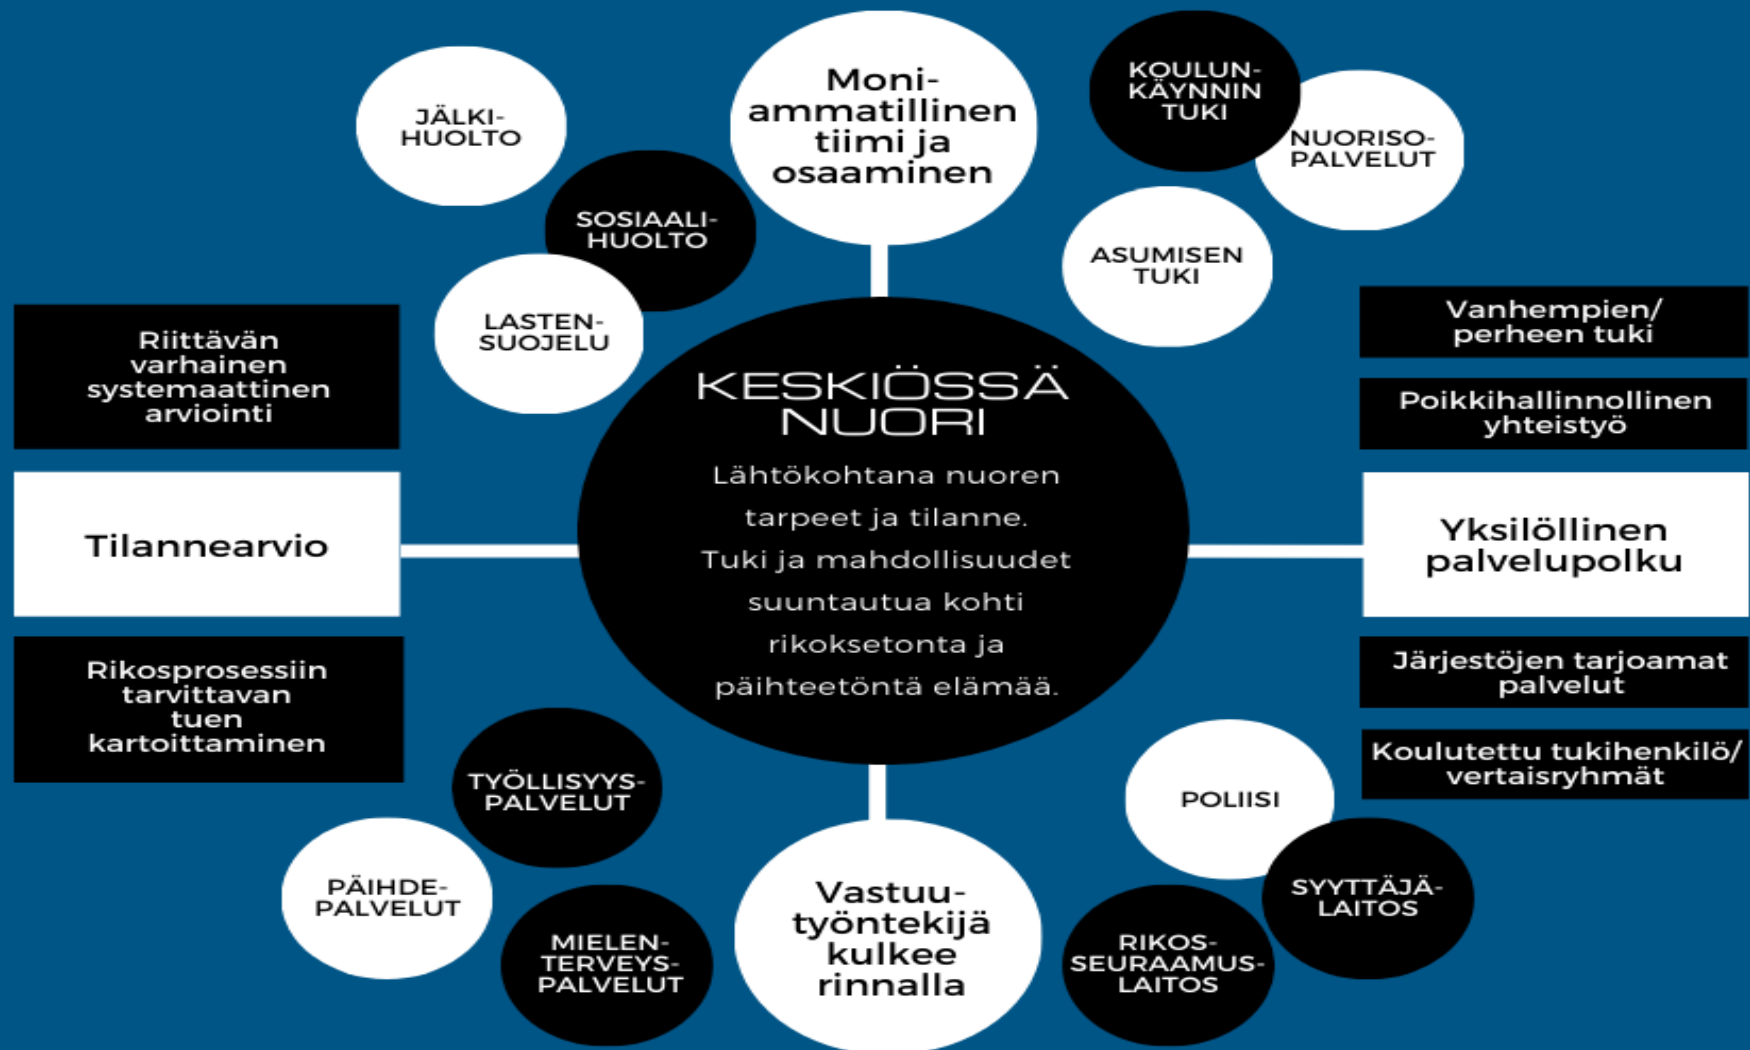 JÄLKI-
HUOLTO
SOSIAALI-
HUOLTO
LASTEN-
SUOJELU
Moni-
ammatillinen
tiimi ja
osaaminen
KOULUN-
KÄYNNIN
TUKI
NUORISO-
PALVELUT
ASUMISEN
TUKI
Riittävän
varhainen
systemaattinen
arviointi
Tilannearvio
Rikosprosessiin
tarvittavan
tuen
kartoittaminen
KESKIÖSSÄ
NUORI
Lähtökohtana nuoren
tarpeet ja tilanne.
Tuki ja mahdollisuudet
suuntautua kohti
rikoksetonta ja
päihteetöntä elämää.
Vanhempien/
perheen tuki
Poikkihallinnollinen
yhteistyö
Yksilöllinen
palvelupolku
Järjestöjen tarjoamat
palvelut
Koulutettu tukihenkilö/
vertaisryhmät
TYÖLLISYYS-
PALVELUT
PÄIHDE-
PALVELUT
MIELEN-
TERVEYS-
PALVELUT
Vastuu-
työntekijä
kulkee
rinnalla
POLIISI
SYYTTÄJÄ-
LAITOS
RIKOS-
SEURAAMUS-
LAITOS